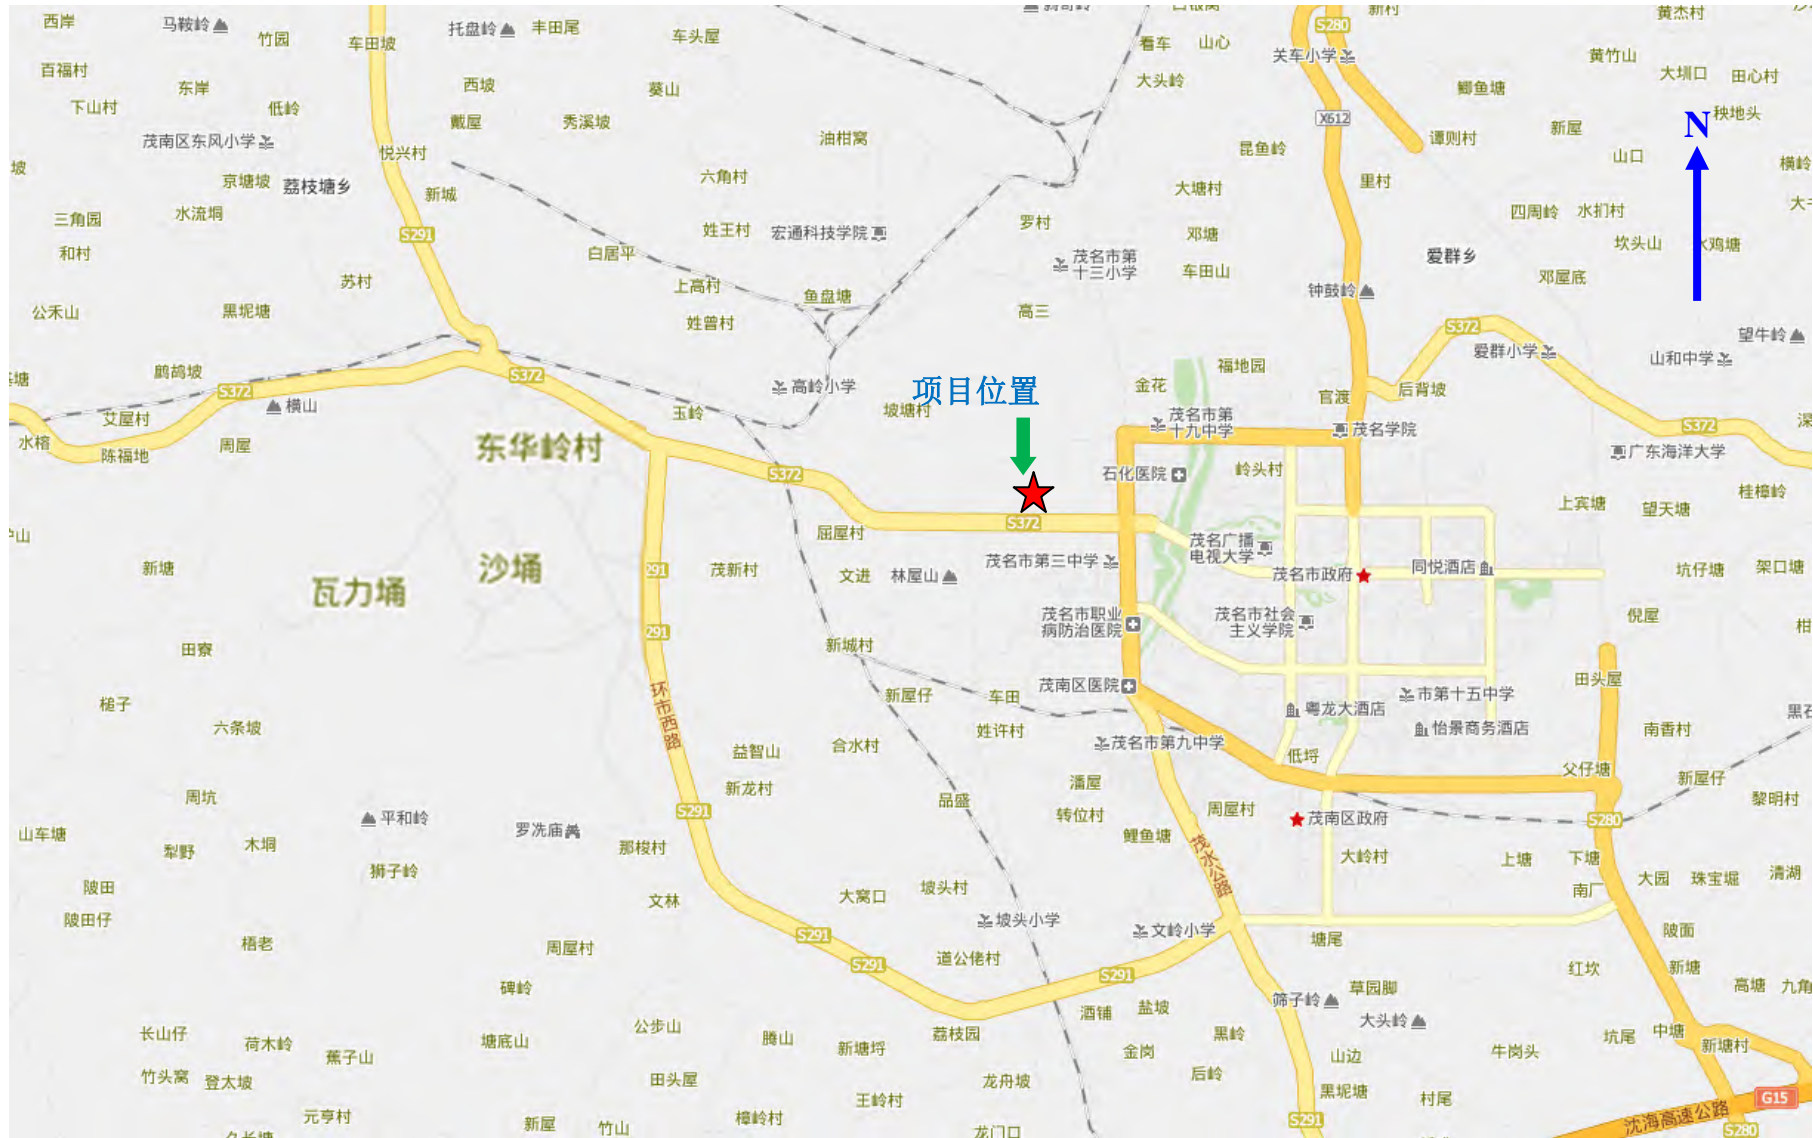 西岸
马鞍岭
竹园
车田坡
托盘岭
丰田尾
车头屋
看车
山心
S280
新村
黄杰村
关车小学
黄竹山
大圳口
田心村
百福村
东岸
下山村
低岭
西坡
葵山
大头岭
鲫鱼塘
秧地头
茂南区东风小学
悦兴村
戴屋
秀溪坡
油柑窝
X612
昆鱼岭
谭则村
新屋
N
山口
横岭
坡
京塘坡
荔枝塘乡
新城
六角村
大塘村
里村
三角园
水流垌
S291
姓王村
宏通科技学院
罗村
邓塘
四周岭
水扪村
和村
白居平
茂名市第
十三小学
车田山
爱群乡
坎头山
水鸡塘
苏村
上高村
鱼盘塘
钟鼓岭
邓屋底
公禾山
黑坭塘
姓曾村
高三
S372
爱群小学
望牛岭
山和中学
鹧鸪坡
S372
横山
S372
高岭小学
项目位置
金花
福地园
官渡
后背坡
艾屋村
玉岭
坡塘村
茂名市第
十九中学
茂名学院
S372
水榕
陈福地
周屋
东华岭村
S372
石化医院
岭头村
广东海洋大学
桂樟岭
屈屋村
S372
上宾塘
望天塘
新塘
瓦力埇
沙埇
291
茂新村
文进
林屋山
茂名市第三中学
茂名广播
电视大学
茂名市政府
同悦酒店
坑仔塘
架口塘
291
田寮
新城村
茂名市职业
病防治医院
茂名市社会
主义学院
倪屋
槌子
六条坡
环市西路
新屋仔
车田
茂南区医院
市第十五中学
田头屋
粤龙大酒店
怡景商务酒店
益智山
合水村
姓许村
茂名市第九中学
低埒
南香村
周坑
新龙村
品盛
潘屋
父仔塘
新屋仔
黎明村
山车塘
平和岭
罗冼庙
S291
转位村
周屋村
茂南区政府
S280
犁野
木垌
那梭村
鲤鱼塘
茂水公路
大岭村
上塘
下塘
陂田
狮子岭
文林
大窝口
坡头村
南厂
大园
珠宝堀
清湖
陂田仔
梧老
周屋村
S291
坡头小学
文岭小学
塘尾
陂面
S291
道公佬村
S291
红坎
新塘
碑岭
筛子岭
草园脚
高塘
九角
长山仔
荷木岭
蕉子山
塘底山
公步山
腾山
新塘埒
荔枝园
酒铺
盐坡
大头岭
黑岭
金岗
山边
牛岗头
坑尾
中塘
新塘村
竹头窝
登太坡
田头屋
龙舟坡
后岭
黑坭塘
村尾
G15
元亨村
新屋
竹山
樟岭村
王岭村
龙门口
S291
沈海高速公路
S280